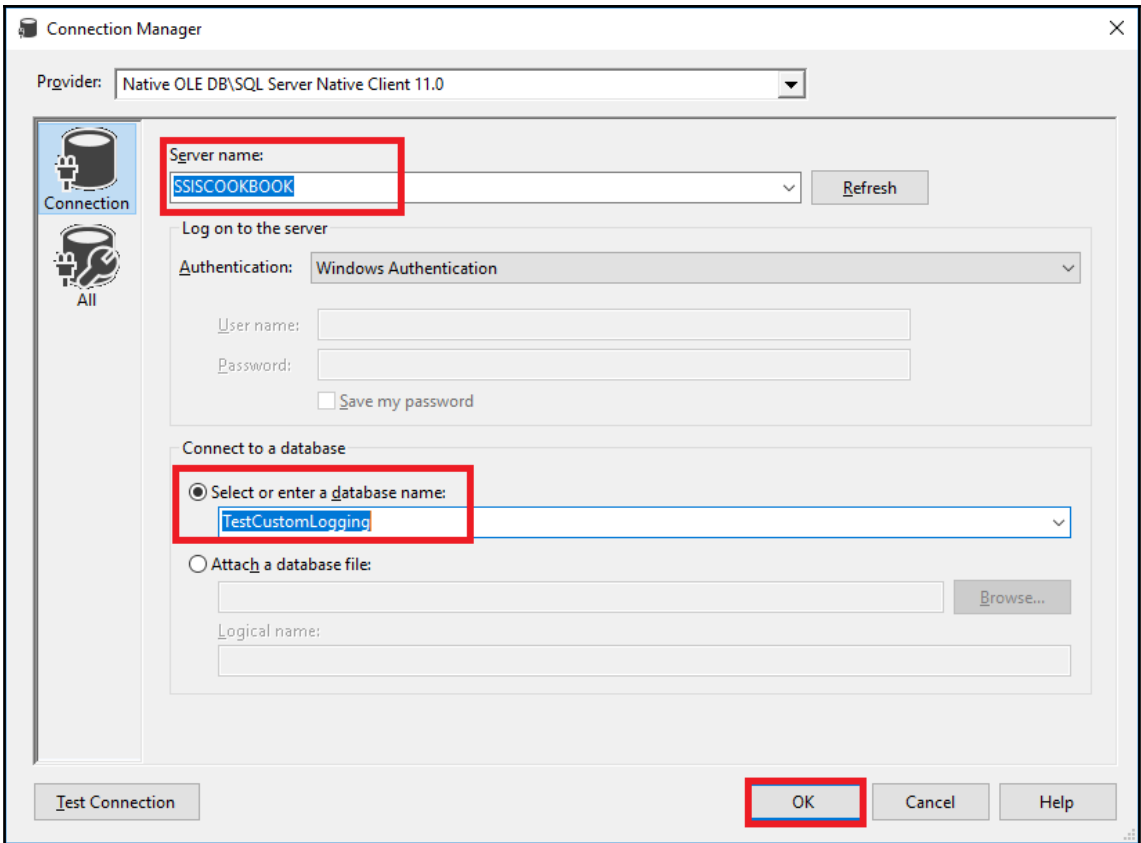 Connection Manager
Provider: Native OLE DB\SQL Server Native Client 11.0
Connection
All
Server name:
SSISCOOKBOOK
Refresh
Log on to the server
Authentication: Windows Authentication
User name:
Password:
Save my password
Connect to a database
Select or enter a database name:
TestCustomLogging
Attach a database file:
Browse...
Logical name:
Test Connection OK Cancel Help